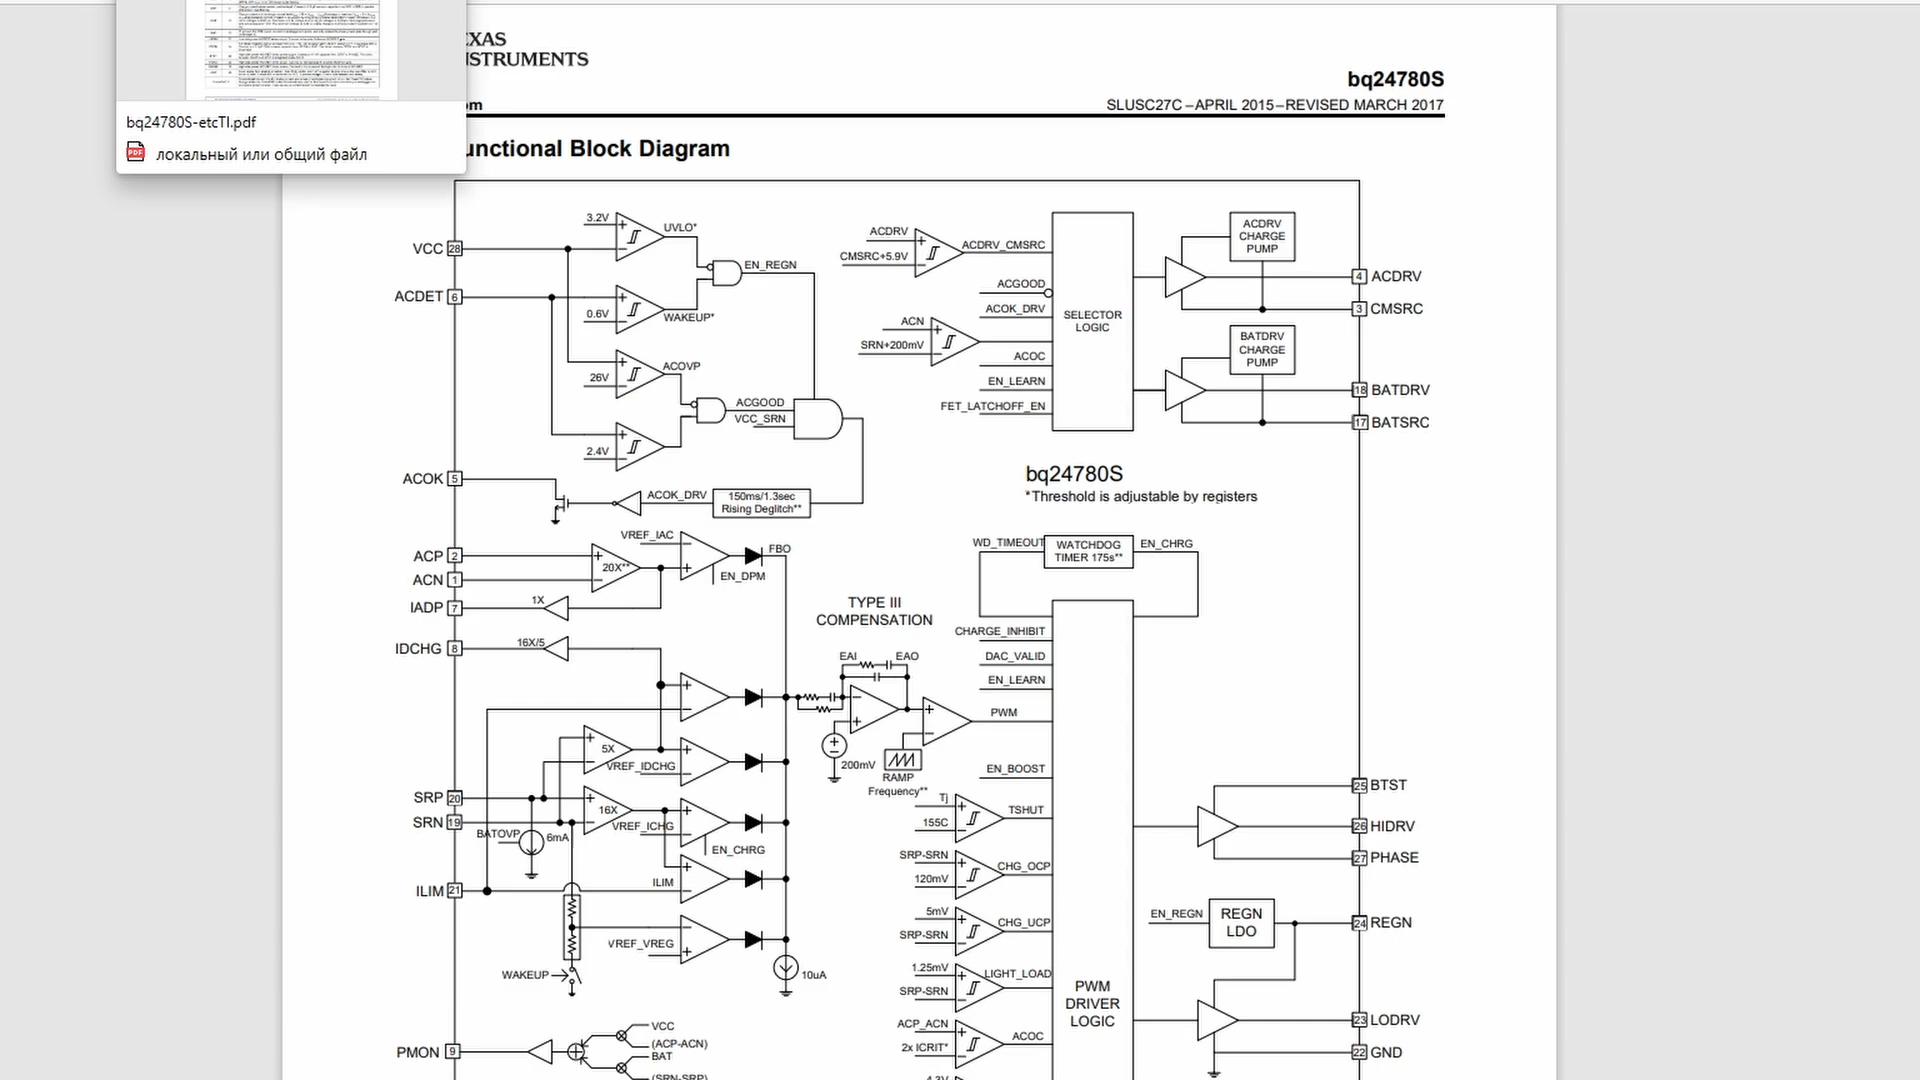 EXAS
NSTRUMENTS
bq24780S
om
SLUSC27C – APRIL 2015 – REVISED MARCH 2017
bq24780S-etcTI.pdf
локальный или общий файл
unctional Block Diagram
3.2V
UVLO*
VCC 28
EN_REGN
ACDET 6
0.6V
WAKEUP*
26V
ACOVP
ACGOOD
VCC_SRN
2.4V
ACOK 5
ACOK_DRV
150ms/1.3sec
Rising Deglitch**
ACDRV
CMSRC+5.9V
ACDRV_CMSRC
ACGOOD
ACOK_DRV
ACN
SRN+200mV
ACOC
EN_LEARN
FET_LATCHOFF_EN
SELECTOR
LOGIC
ACDRV
CHARGE
PUMP
4 ACDRV
3 CMSRC
BATDRV
CHARGE
PUMP
18 BATDRV
17 BATSRC
bq24780S
*Threshold is adjustable by registers
ACP 2
ACN 1
20X**
VREF_IAC
FBO
EN_DPM
IADP 7
1X
IDCHG 8
16X/5
5X
VREF_IDCHG
SRP 20
SRN 19
16X
VREF_ICHG
EN_CHRG
BATOVP
6mA
ILIM 21
ILIM
VREF_VREG
WAKEUP
10uA
TYPE III
COMPENSATION
EAI
EAO
200mV
RAMP
Frequency**
PWM
WD_TIMEOUT
WATCHDOG
TIMER 175s**
EN_CHRG
CHARGE_INHIBIT
DAC_VALID
EN_LEARN
EN_BOOST
Tj
155C
TSHUT
SRP-SRN
120mV
CHG_OCP
5mV
SRP-SRN
CHG_UCP
1.25mV
SRP-SRN
LIGHT_LOAD
ACP_ACN
2x ICRIT*
ACOC
PWM
DRIVER
LOGIC
25 BTST
26 HIDRV
27 PHASE
EN_REGN
REGN
LDO
24 REGN
23 LODRV
22 GND
PMON 9
VCC
(ACP-ACN)
BAT
(SRN-SRP)